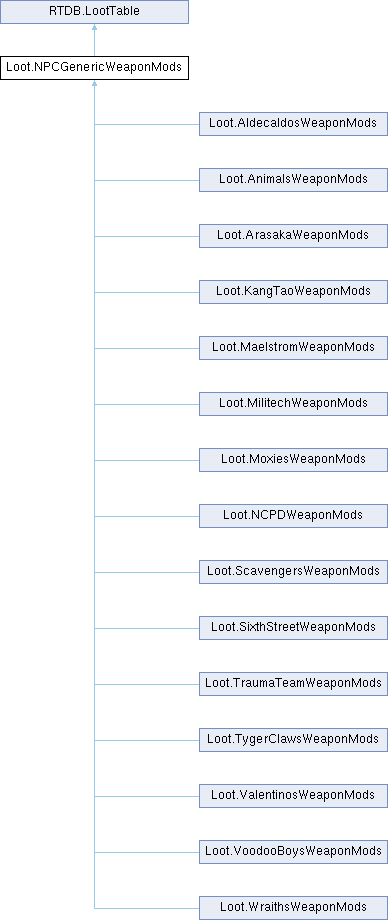 RTDB.LootTable
Loot.NPCGenericWeaponMods
Loot.AldecaldosWeaponMods
Loot.AnimalsWeaponMods
Loot.ArasakaWeaponMods
Loot.KangTaoWeaponMods
Loot.MaelstromWeaponMods
Loot.MilitechWeaponMods
Loot.MoxiesWeaponMods
Loot.NCPDWeaponMods
Loot.ScavengersWeaponMods
Loot.SixthStreetWeaponMods
Loot.TraumaTeamWeaponMods
Loot.TygerClawsWeaponMods
Loot.ValentinosWeaponMods
Loot.VoodooBoysWeaponMods
Loot.WraithsWeaponMods